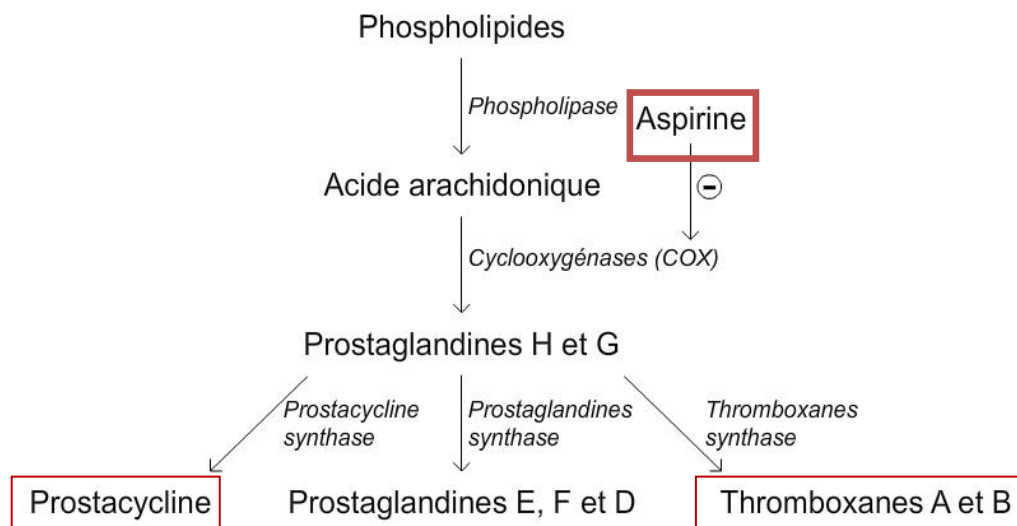 Phospholipides
Phospholipase
Aspirine
Acide arachidonique
Cyclooxygénases (COX)
Prostaglandines H et G
Prostacycline
synthase
Prostaglandines
synthase
Thromboxanes
synthase
Prostacycline
Prostaglandines E, F et D
Thromboxanes A et B